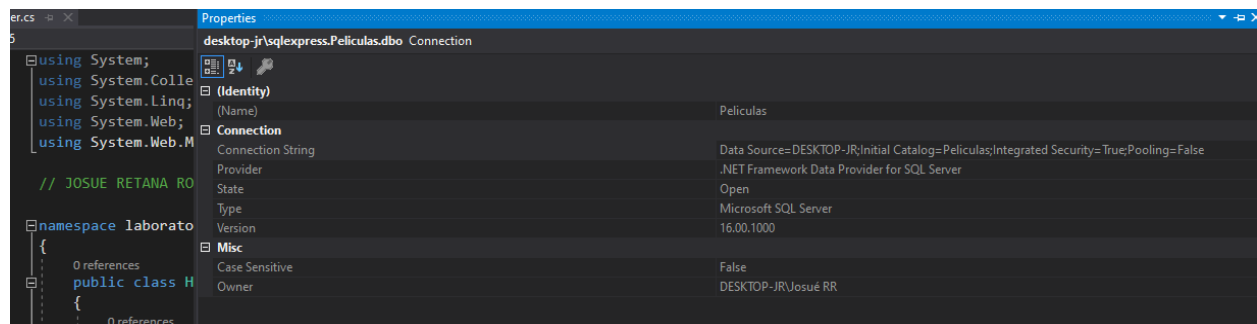 er.cs
Properties
5
desktop-jr\sqlexpress.Peliculas.dbo Connection
using System;
using System.Colle
using System.Linq;
using System.Web;
using System.Web.M
// JOSUE RETANA RO
namespace laborato
{
0 references
public class H
{
0 references
(Identity)
(Name) Peliculas
Connection
Connection String Data Source=DESKTOP-JR;Initial Catalog=Peliculas;Integrated Security=True;Pooling=False
Provider .NET Framework Data Provider for SQL Server
State Open
Type Microsoft SQL Server
Version 16.00.1000
Misc
Case Sensitive False
Owner DESKTOP-JR\Josué RR